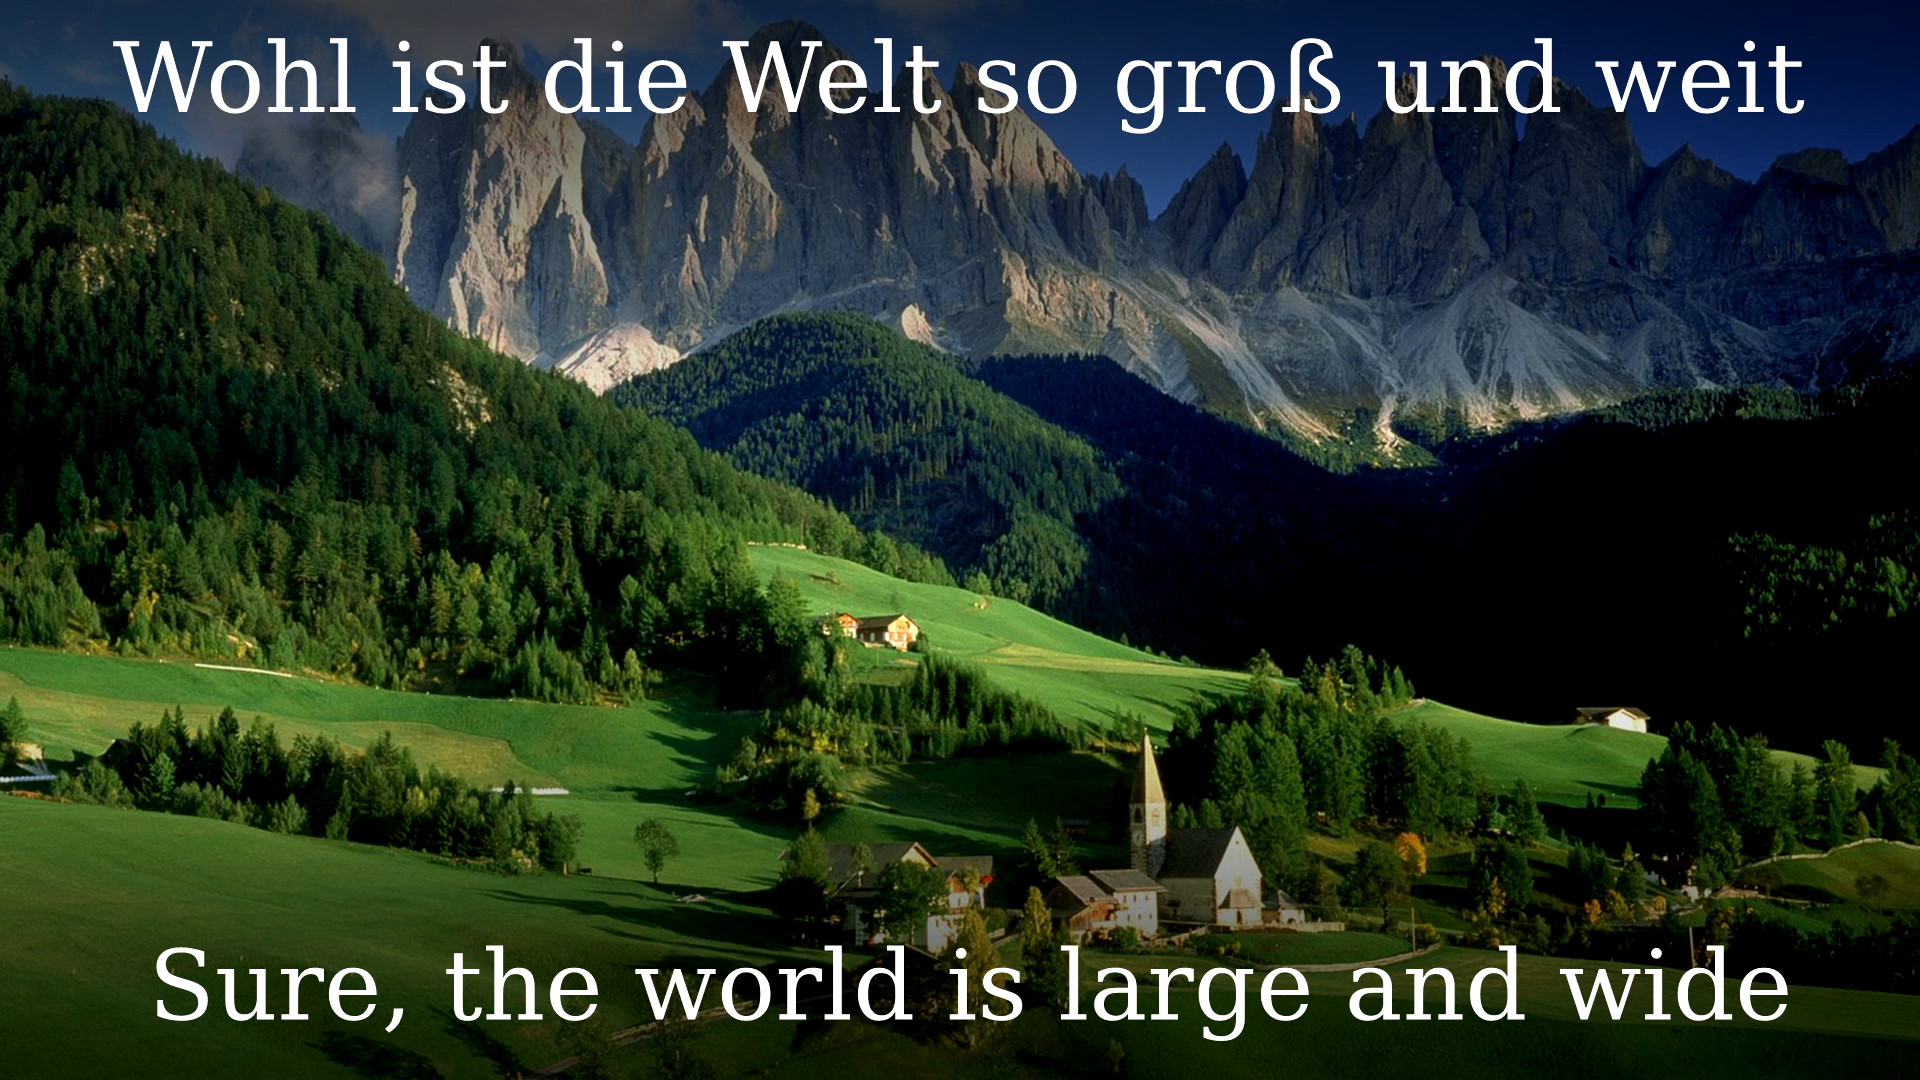 Wohl ist die Welt so groß und weit
Sure, the world is large and wide